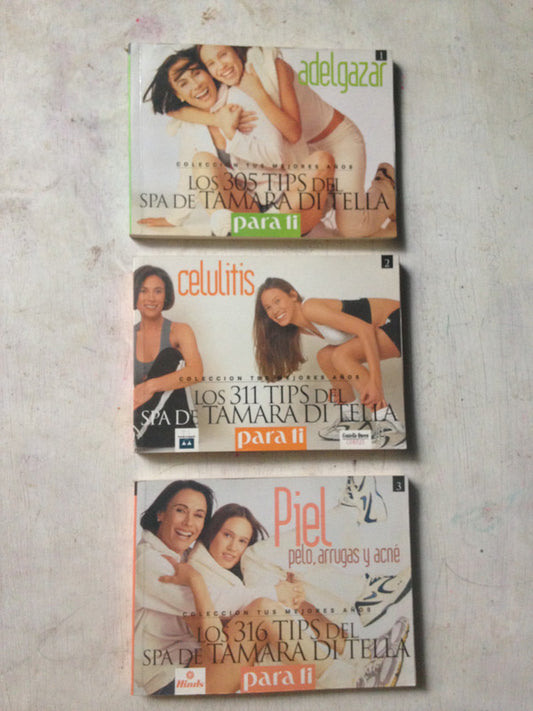 1
adelgazar
COLECCION TUS MEJORES AÑOS
LOS 305 TIPS DEL
SPA DE TAMARA DI TELLA
para ti
2
celulitis
COLECCION TUS MEJORES AÑOS
LOS 311 TIPS DEL
SPA DE TAMARA DI TELLA
para ti
3
Piel
pelo, arrugas y acné
COLECCION TUS MEJORES AÑOS
LOS 316 TIPS DEL
SPA DE TAMARA DI TELLA
Hinds
para ti